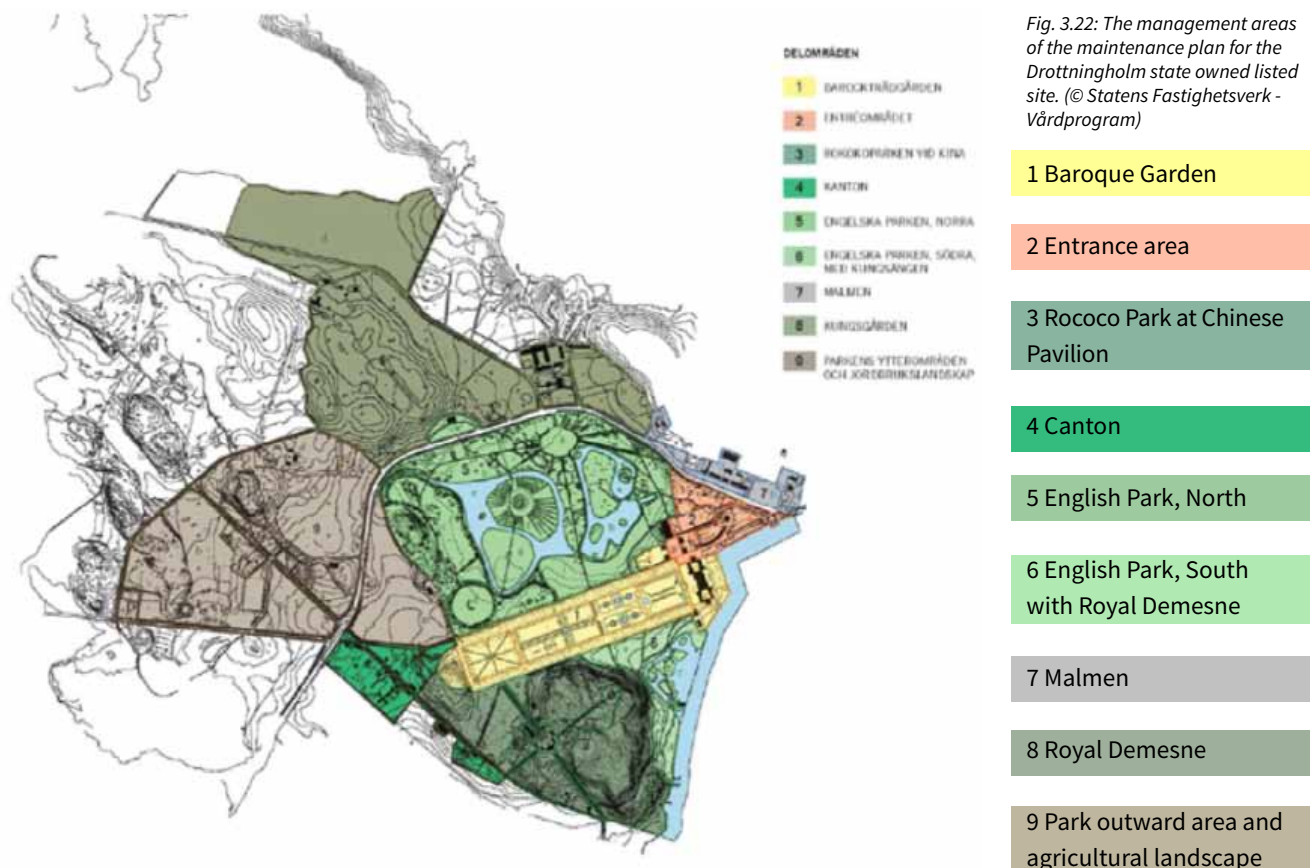 DELOMRÅDEN
1 BAROCKTRÄDGÅRDEN
2 ENTRÉOMRÅDET
3 ROKOKOPARKEN VID KINA
4 KANTON
5 ENGELSKA PARKEN, NORRA
6 ENGELSKA PARKEN, SÖDRA,
MED KUNGSÄNGEN
7 MALMEN
8 KUNGSGÅRDEN
9 PARKENS YTTEROMRÅDEN
OCH JORDBRUKSLANDSKAP
Fig. 3.22: The management areas
of the maintenance plan for the
Drottningholm state owned listed
site. (© Statens Fastighetsverk -
Vårdprogram)
1 Baroque Garden
2 Entrance area
3 Rococo Park at Chinese
Pavilion
4 Canton
5 English Park, North
6 English Park, South
with Royal Demesne
7 Malmen
8 Royal Demesne
9 Park outward area and
agricultural landscape